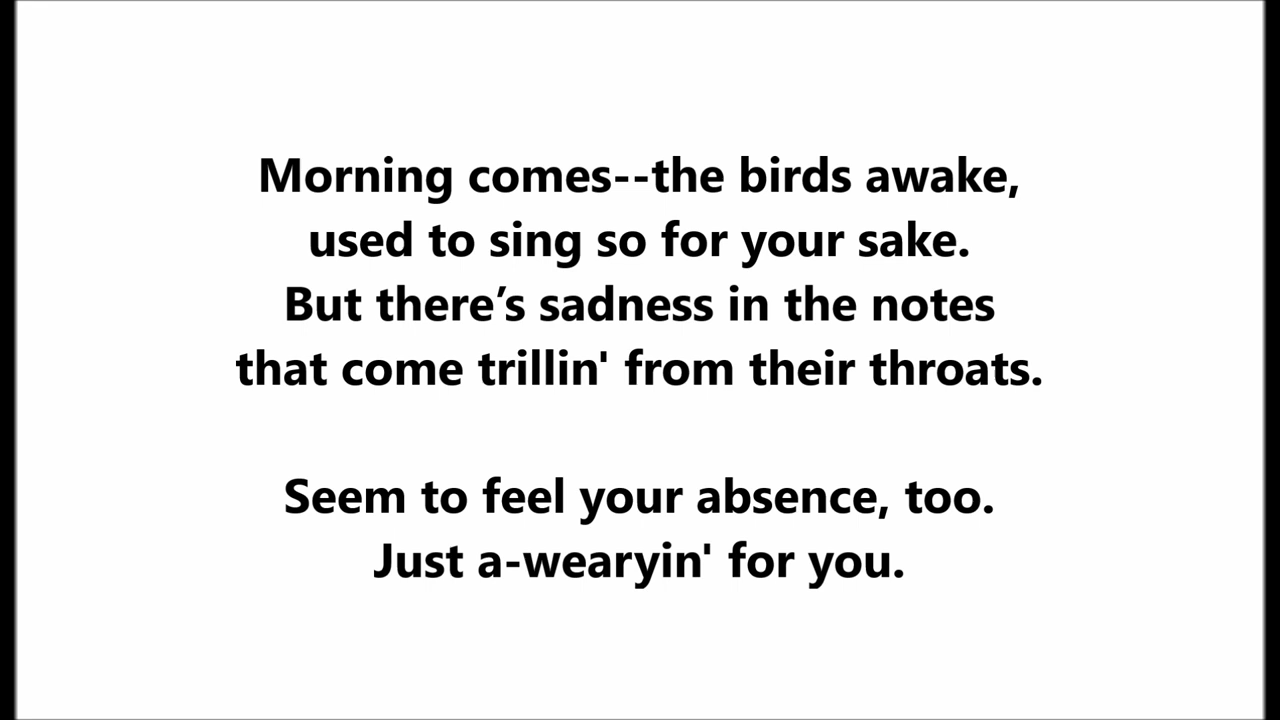 Morning comes--the birds awake,
used to sing so for your sake.
But there’s sadness in the notes
that come trillin' from their throats.
Seem to feel your absence, too.
Just a-wearyin' for you.